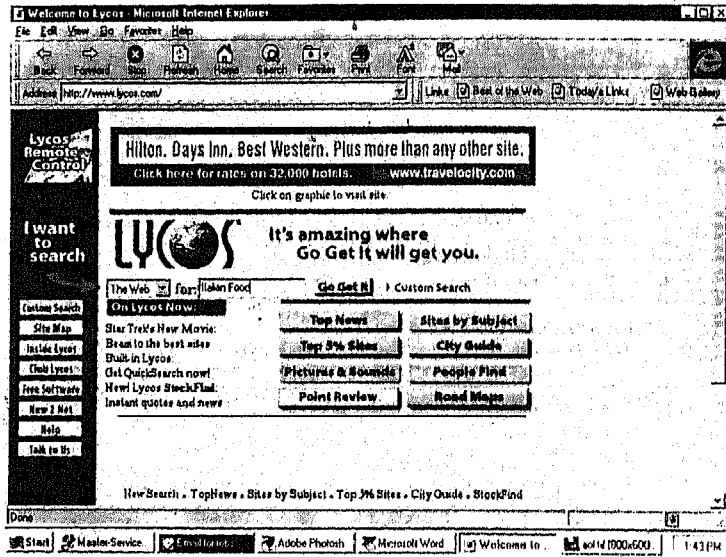 Welcome to Lycos - Microsoft Internet Explorer
File Edit View Go Favorites Help
Back Forward Stop Refresh Home Search Favorites Print Font Mail
Address http://www.lycos.com/ Links Best of the Web Today's Links Web Gallery
Lycos Remote Control
Hilton. Days Inn. Best Western. Plus more than any other site.
Click here for rates on 32,000 hotels. www.travelocity.com
Click on graphic to visit site.
I want to search
LYCOS
It's amazing where
Go Get It will get you.
The Web for: Italian Food Go Get It Custom Search
On Lycos Now:
Star Trek's New Movie:
Beam to the best sites
Built in Lycos:
Get QuickSearch now!
New! Lycos StockFind:
Instant quotes and news
Top News Sites by Subject
Top 5% Sites City Guide
Pictures & Sounds People Find
Point Review Road Maps
Custom Search
Site Map
Inside Lycos
Club Lycos
Free Software
New 2 Net
Help
Talk to Us
New Search . TopNews . Sites by Subject . Top 5% Sites . City Guide . StockFind
Done
Start Master-Service... Adobe Photosh Microsoft Word Welcome to... 1:43 PM